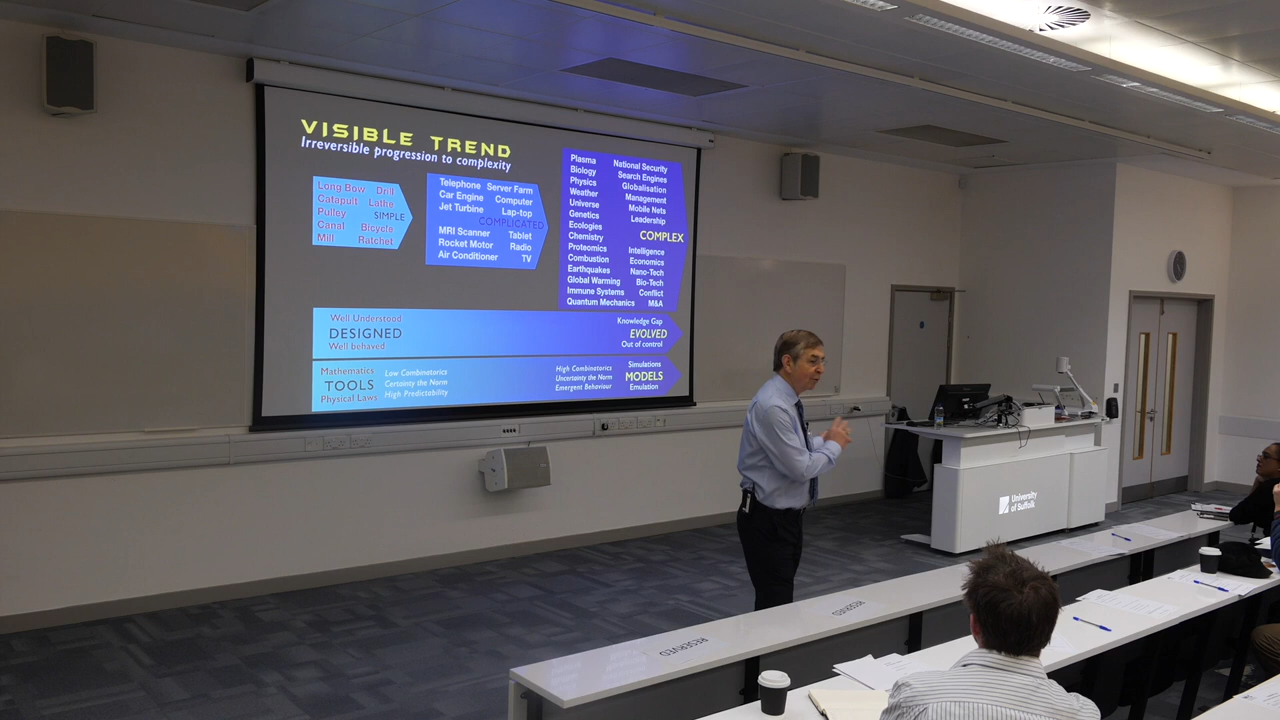 VISIBLE TREND
Irreversible progression to complexity
Long Bow Drill
Catapult Lathe
Pulley
SIMPLE
Canal Bicycle
Mill Ratchet
Telephone Server Farm
Car Engine Computer
Jet Turbine Lap-top
COMPLICATED
MRI Scanner Tablet
Rocket Motor Radio
Air Conditioner TV
Plasma National Security
Biology Search Engines
Physics Globalisation
Weather Management
Universe Mobile Nets
Genetics Leadership
Ecologies
Chemistry COMPLEX
Proteomics Intelligence
Combustion Economics
Earthquakes Nano-Tech
Global Warming Bio-Tech
Immune Systems Conflict
Quantum Mechanics M&A
Well Understood Knowledge Gap
DESIGNED EVOLVED
Well behaved Out of control
Mathematics Low Combinatorics High Combinatorics Simulations
TOOLS Certainty the Norm Uncertainty the Norm MODELS
Physical Laws High Predictability Emergent Behaviour Emulation
University
of Suffolk
RESERVED
RESERVED